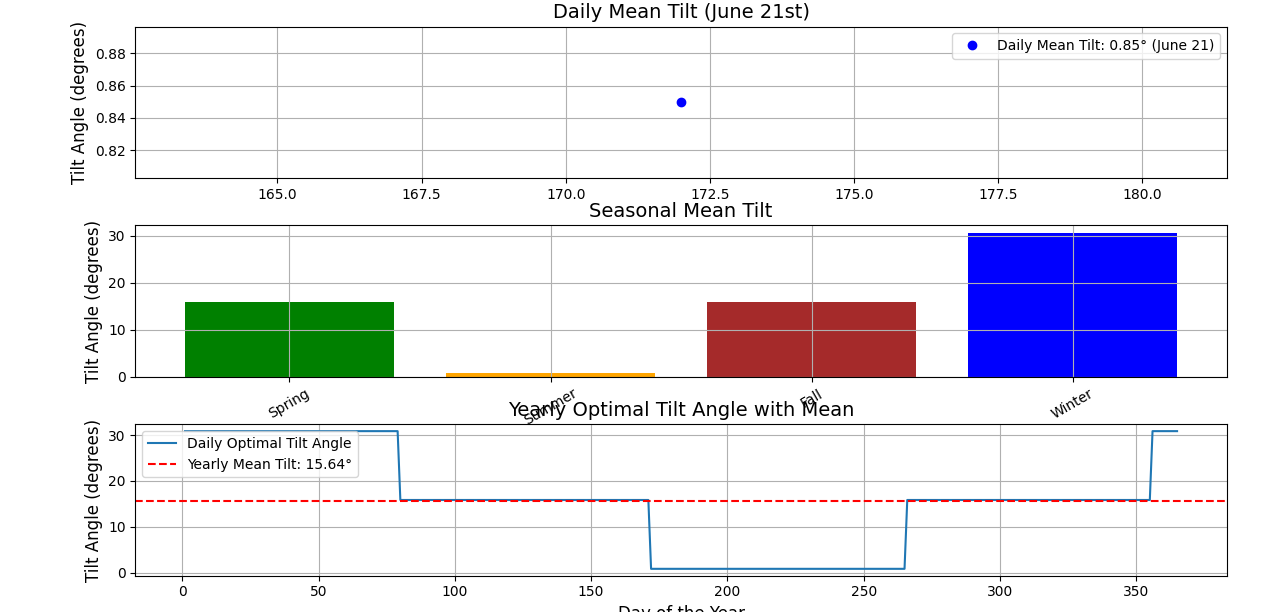 Daily Mean Tilt (June 21st)
Tilt Angle (degrees)
0.88
0.86
0.84
0.82
Daily Mean Tilt: 0.85° (June 21)
165.0 167.5 170.0 172.5 175.0 177.5 180.0
Seasonal Mean Tilt
Tilt Angle (degrees)
30
20
10
0
Spring Summer Fall Winter
Yearly Optimal Tilt Angle with Mean
Tilt Angle (degrees)
30
20
10
0
Daily Optimal Tilt Angle
Yearly Mean Tilt: 15.64°
0 50 100 150 200 250 300 350
Day of the Year